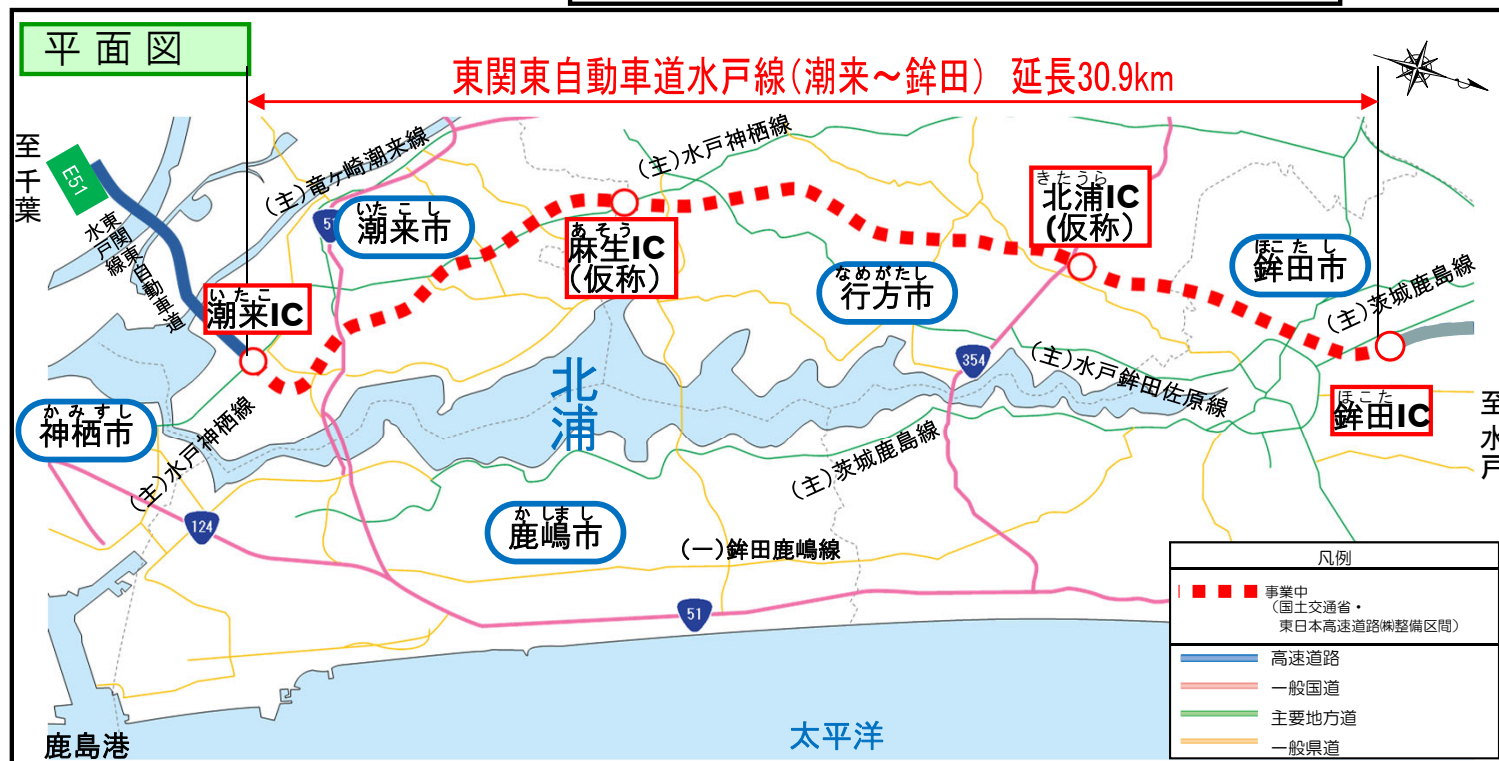 平面図
東関東自動車道水戸線(潮来～鉾田) 延長30.9km
至千葉
E51
東関東自動車道
水戸線
(主)竜ヶ崎潮来線
(主)水戸神栖線
51
いたこし
潮来市
あそう
麻生IC
(仮称)
きたうら
北浦IC
(仮称)
なめがたし
行方市
ほこたし
鉾田市
(主)茨城鹿島線
いたこ
潮来IC
北浦
354
(主)水戸鉾田佐原線
ほこた
鉾田IC
至水戸
かみすし
神栖市
(主)水戸神栖線
(主)茨城鹿島線
124
かしまし
鹿嶋市
(一)鉾田鹿嶋線
51
太平洋
鹿島港
凡例
事業中
(国土交通省・
東日本高速道路㈱整備区間)
高速道路
一般国道
主要地方道
一般県道